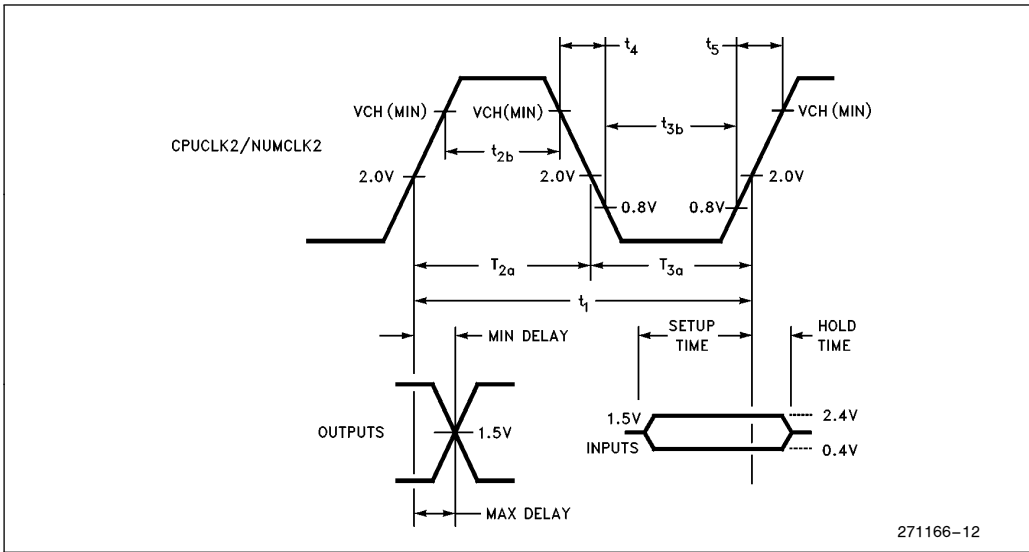 t4
t5
VCH (MIN)
VCH(MIN)
VCH (MIN)
t3b
CPUCLK2/NUMCLK2
t2b
2.0V
2.0V
2.0V
0.8V
0.8V
T2a
T3a
t1
MIN DELAY
SETUP
TIME
HOLD
TIME
OUTPUTS
1.5V
1.5V
2.4V
INPUTS
0.4V
MAX DELAY
271166–12